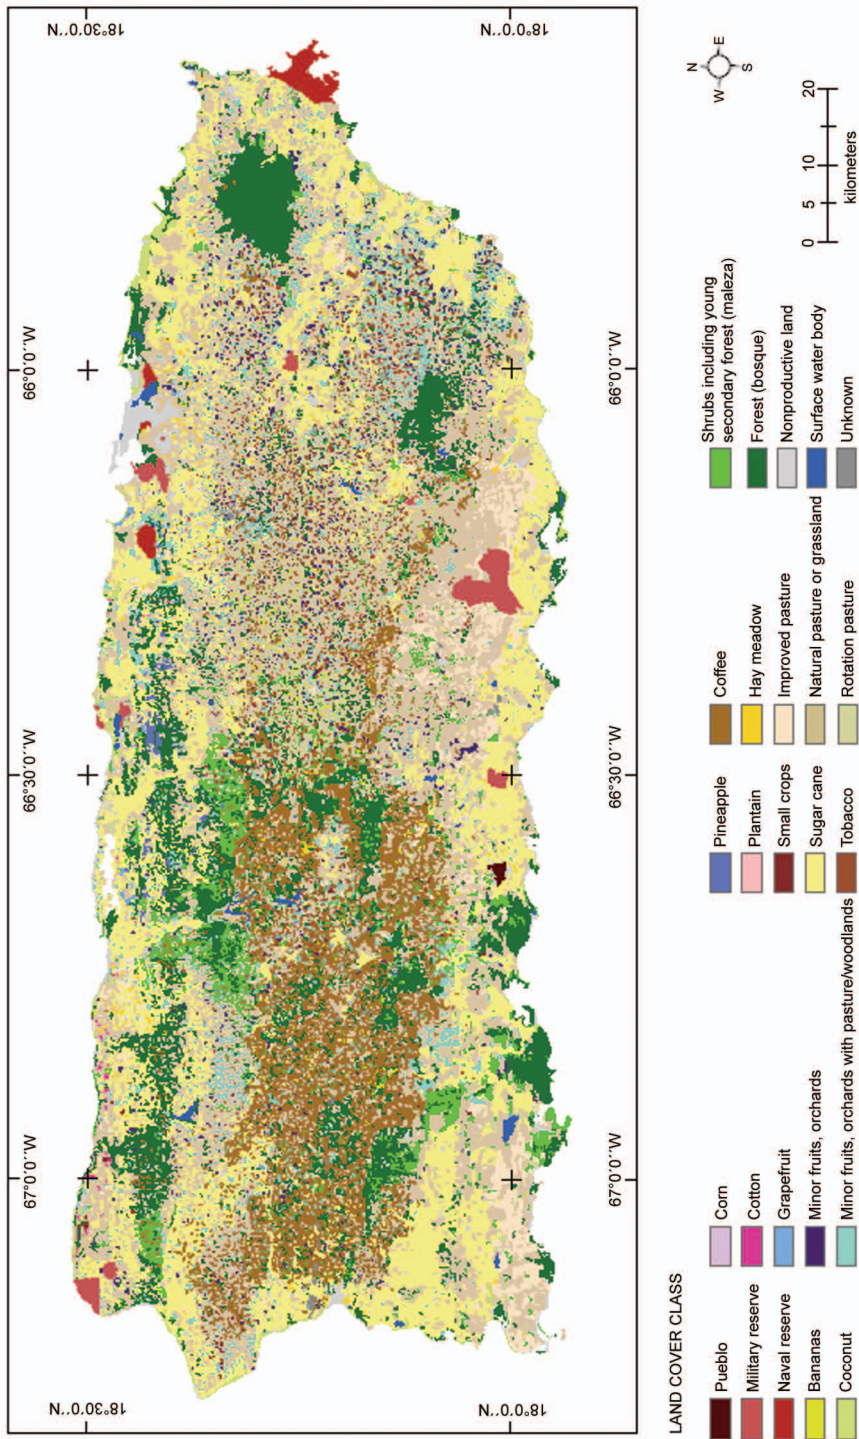 67°0'0"W
66°30'0"W
66°0'0"W
18°30'0"N
18°30'0"N
18°0'0"N
18°0'0"N
67°0'0"W
66°30'0"W
66°0'0"W
LAND COVER CLASS
Pueblo
Military reserve
Naval reserve
Bananas
Coconut
Corn
Cotton
Grapefruit
Minor fruits, orchards
Minor fruits, orchards with pasture/woodlands
Pineapple
Plantain
Small crops
Sugar cane
Tobacco
Coffee
Hay meadow
Improved pasture
Natural pasture or grassland
Rotation pasture
Shrubs including young
secondary forest (maleza)
Forest (bosque)
Nonproductive land
Surface water body
Unknown
N
W E
S
0 5 10 20
kilometers